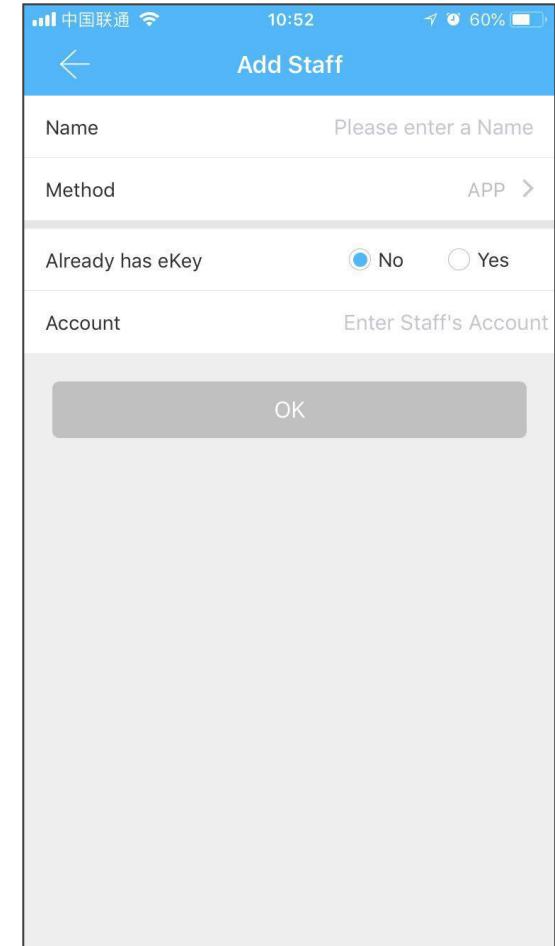 中国联通 10:52 60%
Add Staff
Name Please enter a Name
Method APP
Already has eKey No Yes
Account Enter Staff's Account
OK